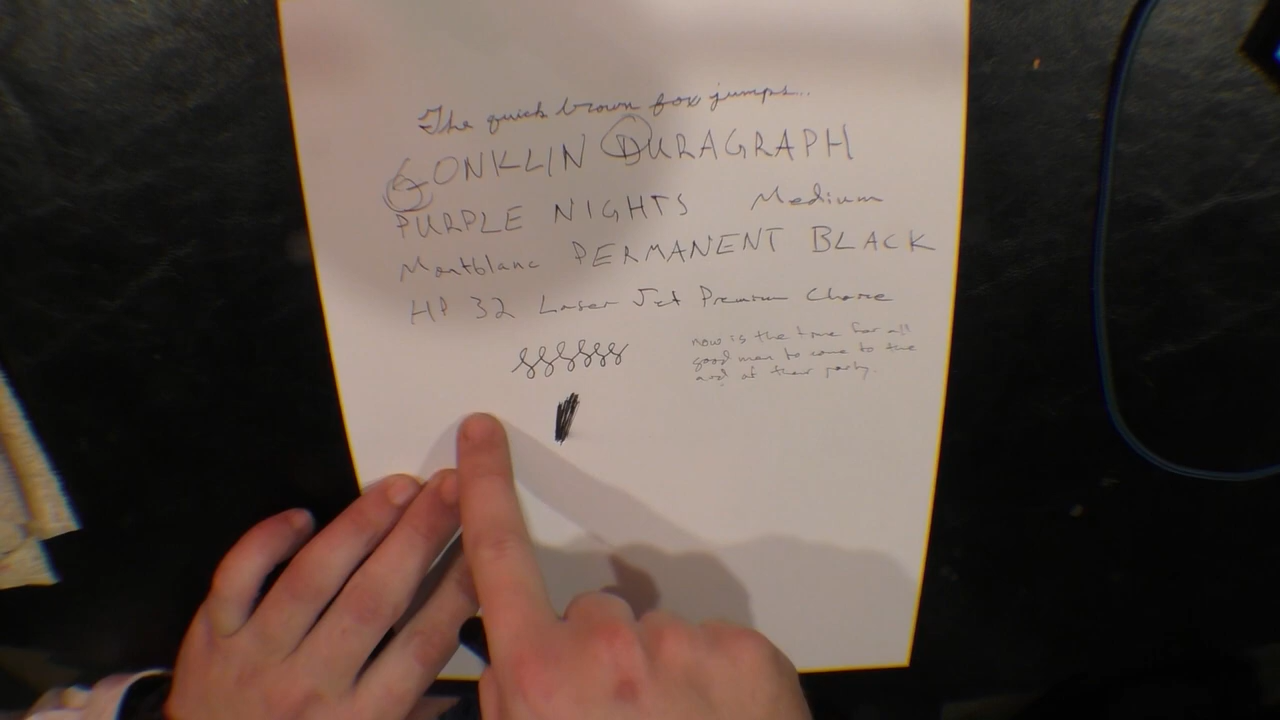 The quick brown fox jumps..
CONKLIN DURAGRAPH
PURPLE NIGHTS Medium
Montblanc PERMANENT BLACK
HP 32 Laser Jet Premium Choice
now is the time for all
good men to come to the
aid of their party.